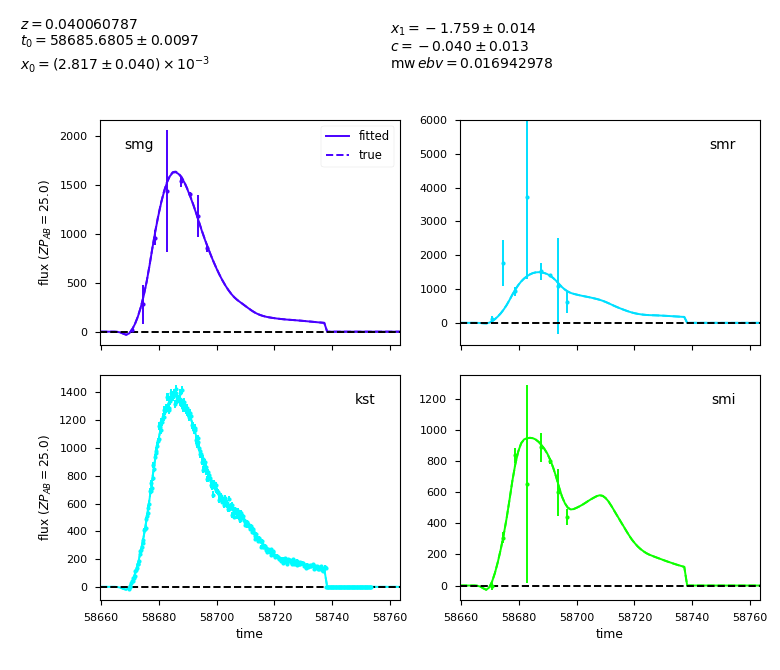 z = 0.040060787
t₀ = 58685.6805 ± 0.0097
x₀ = (2.817 ± 0.040) × 10⁻³
x₁ = −1.759 ± 0.014
c = −0.040 ± 0.013
mw ebv = 0.016942978
smg
fitted
true
flux (ZP_AB = 25.0)
2000
1500
1000
500
0
smr
6000
5000
4000
3000
2000
1000
0
kst
flux (ZP_AB = 25.0)
1400
1200
1000
800
600
400
200
0
58660 58680 58700 58720 58740 58760
time
smi
1200
1000
800
600
400
200
0
58660 58680 58700 58720 58740 58760
time